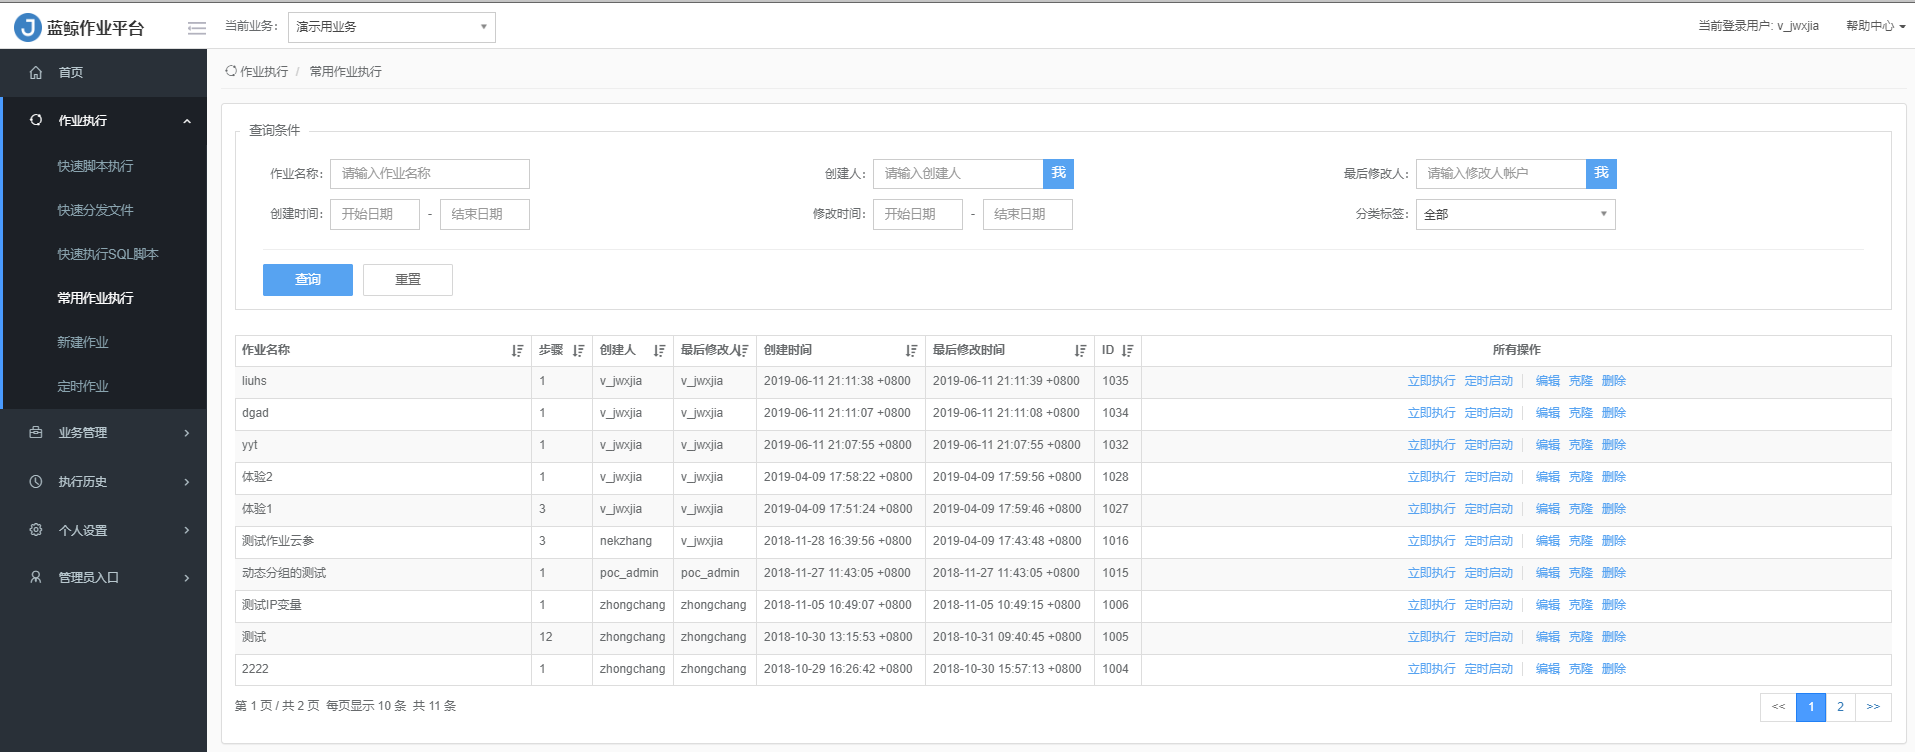 J 蓝鲸作业平台 当前业务: 演示用业务 当前登录用户: v_jwxjia 帮助中心
首页
作业执行
快速脚本执行
快速分发文件
快速执行SQL脚本
常用作业执行
新建作业
定时作业
业务管理
执行历史
个人设置
管理员入口
作业执行 / 常用作业执行
查询条件
作业名称: 请输入作业名称 创建人: 请输入创建人 我 最后修改人: 请输入修改人帐户 我
创建时间: 开始日期 - 结束日期 修改时间: 开始日期 - 结束日期 分类标签: 全部
查询 重置
作业名称 步骤 创建人 最后修改人 创建时间 最后修改时间 ID 所有操作
liuhs 1 v_jwxjia v_jwxjia 2019-06-11 21:11:38 +0800 2019-06-11 21:11:39 +0800 1035 立即执行 定时启动 编辑 克隆 删除
dgad 1 v_jwxjia v_jwxjia 2019-06-11 21:11:07 +0800 2019-06-11 21:11:08 +0800 1034 立即执行 定时启动 编辑 克隆 删除
yyt 1 v_jwxjia v_jwxjia 2019-06-11 21:07:55 +0800 2019-06-11 21:07:55 +0800 1032 立即执行 定时启动 编辑 克隆 删除
体验2 1 v_jwxjia v_jwxjia 2019-04-09 17:58:22 +0800 2019-04-09 17:59:56 +0800 1028 立即执行 定时启动 编辑 克隆 删除
体验1 3 v_jwxjia v_jwxjia 2019-04-09 17:51:24 +0800 2019-04-09 17:59:46 +0800 1027 立即执行 定时启动 编辑 克隆 删除
测试作业云参 3 nekzhang v_jwxjia 2018-11-28 16:39:56 +0800 2019-04-09 17:43:48 +0800 1016 立即执行 定时启动 编辑 克隆 删除
动态分组的测试 1 poc_admin poc_admin 2018-11-27 11:43:05 +0800 2018-11-27 11:43:05 +0800 1015 立即执行 定时启动 编辑 克隆 删除
测试IP变量 1 zhongchang zhongchang 2018-11-05 10:49:07 +0800 2018-11-05 10:49:15 +0800 1006 立即执行 定时启动 编辑 克隆 删除
测试 12 zhongchang zhongchang 2018-10-30 13:15:53 +0800 2018-10-31 09:40:45 +0800 1005 立即执行 定时启动 编辑 克隆 删除
2222 1 zhongchang zhongchang 2018-10-29 16:26:42 +0800 2018-10-30 15:57:13 +0800 1004 立即执行 定时启动 编辑 克隆 删除
第 1 页 / 共 2 页 每页显示 10 条 共 11 条 << 1 2 >>